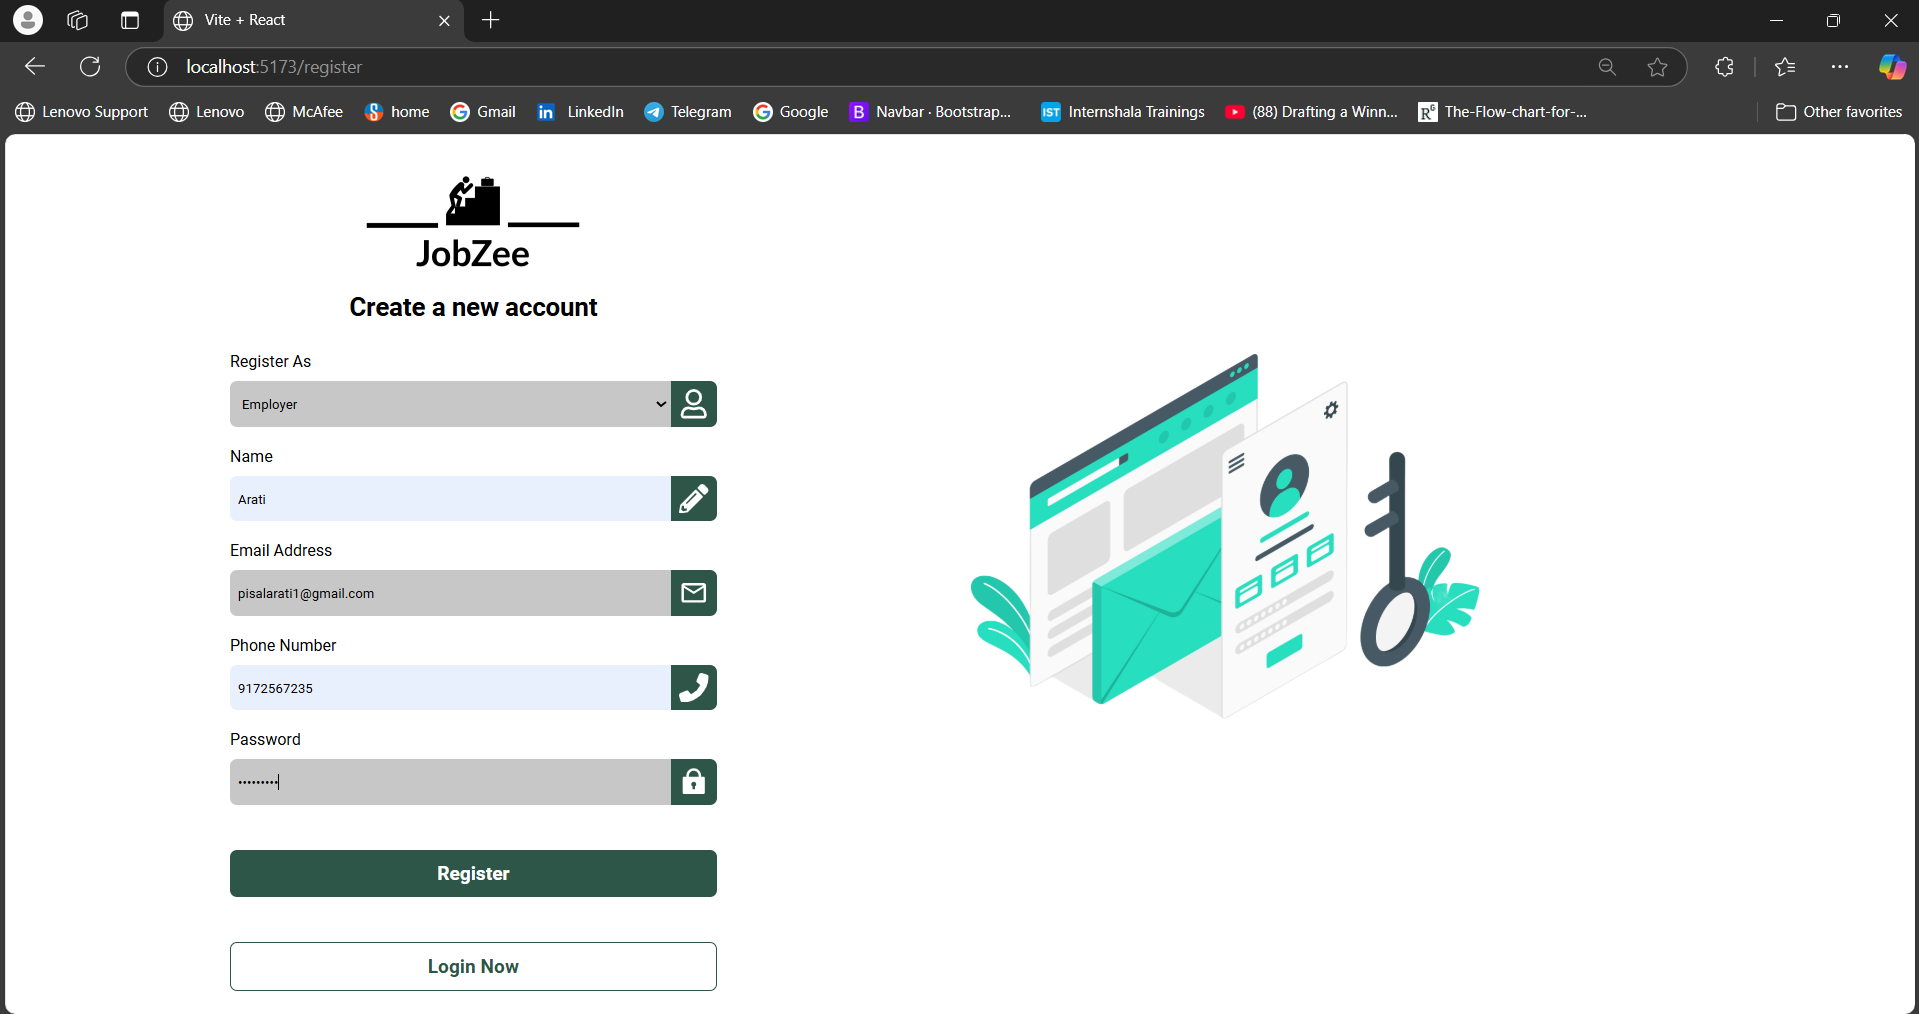 Vite + React
localhost:5173/register
Lenovo Support Lenovo McAfee home Gmail LinkedIn Telegram Google Navbar · Bootstrap... Internshala Trainings (88) Drafting a Winn... The-Flow-chart-for-... Other favorites
JobZee
Create a new account
Register As
Employer
Name
Arati
Email Address
pisalarati1@gmail.com
Phone Number
9172567235
Password
•••••••••
Register
Login Now